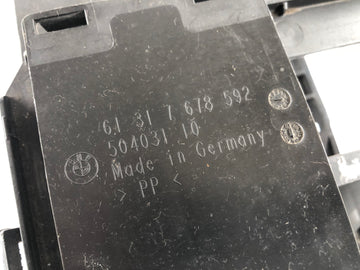 61 31 7 678 592
504031 10
Made in Germany
> PP <